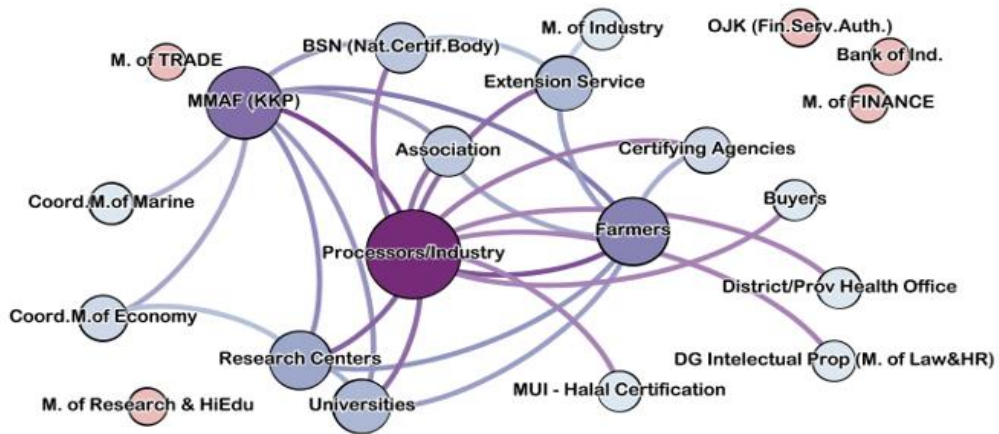 M. of Industry
OJK (Fin.Serv.Auth.)
BSN (Nat.Certif.Body)
Bank of Ind.
M. of TRADE
Extension Service
MMAF (KKP)
M. of FINANCE
Association
Certifying Agencies
Coord.M.of Marine
Buyers
Farmers
Processors/Industry
District/Prov Health Office
Coord.M.of Economy
Research Centers
DG Intelectual Prop (M. of Law&HR)
MUI - Halal Certification
M. of Research & HiEdu
Universities